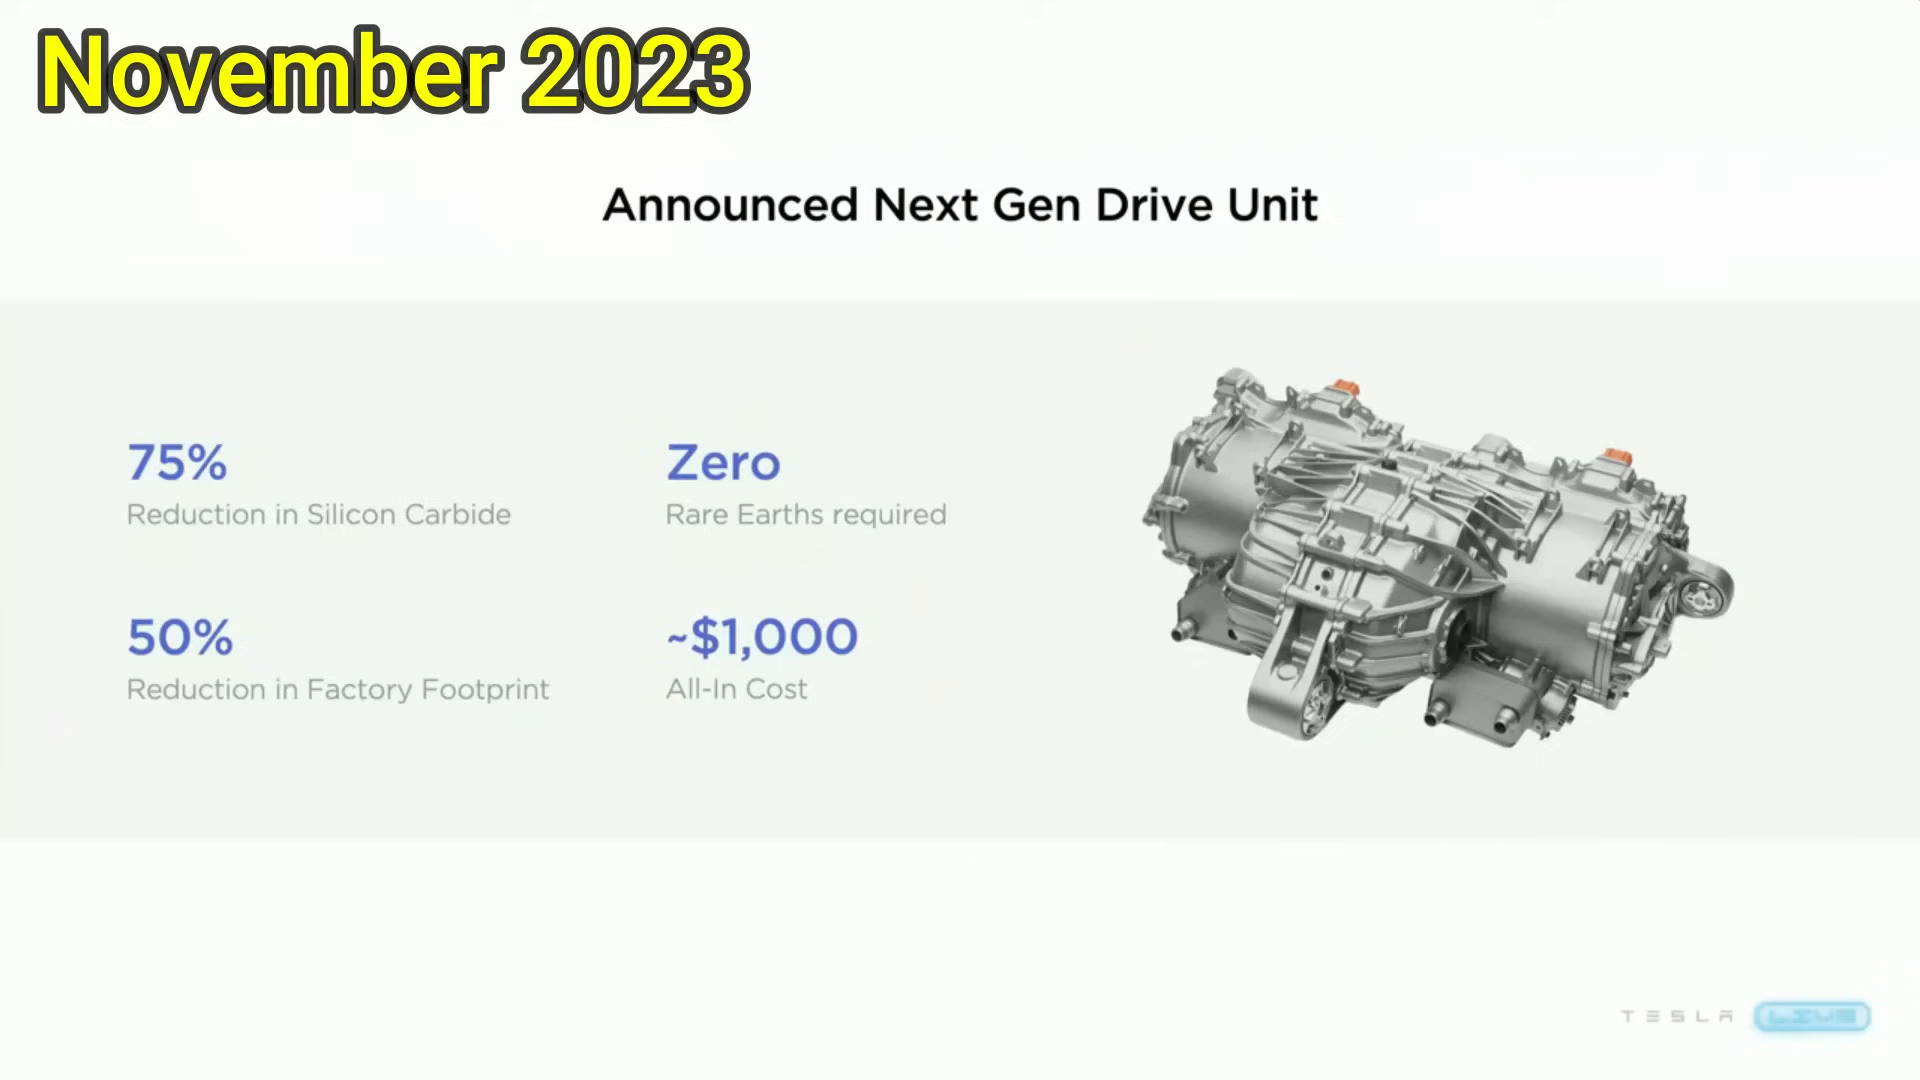 November 2023
Announced Next Gen Drive Unit
75%
Reduction in Silicon Carbide
Zero
Rare Earths required
50%
Reduction in Factory Footprint
~$1,000
All-In Cost
TESLA LIVE